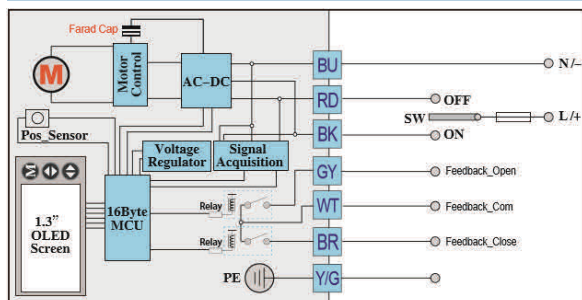 Farad Cap
M
Motor
Control
AC-DC
Pos_Sensor
Voltage
Regulator
Signal
Acquisition
M
1.3"
OLED
Screen
16Byte
MCU
Relay
Relay
PE
BU
RD
BK
GY
WT
BR
Y/G
N/-
OFF
SW
L/+
ON
Feedback_Open
Feedback_Com
Feedback_Close